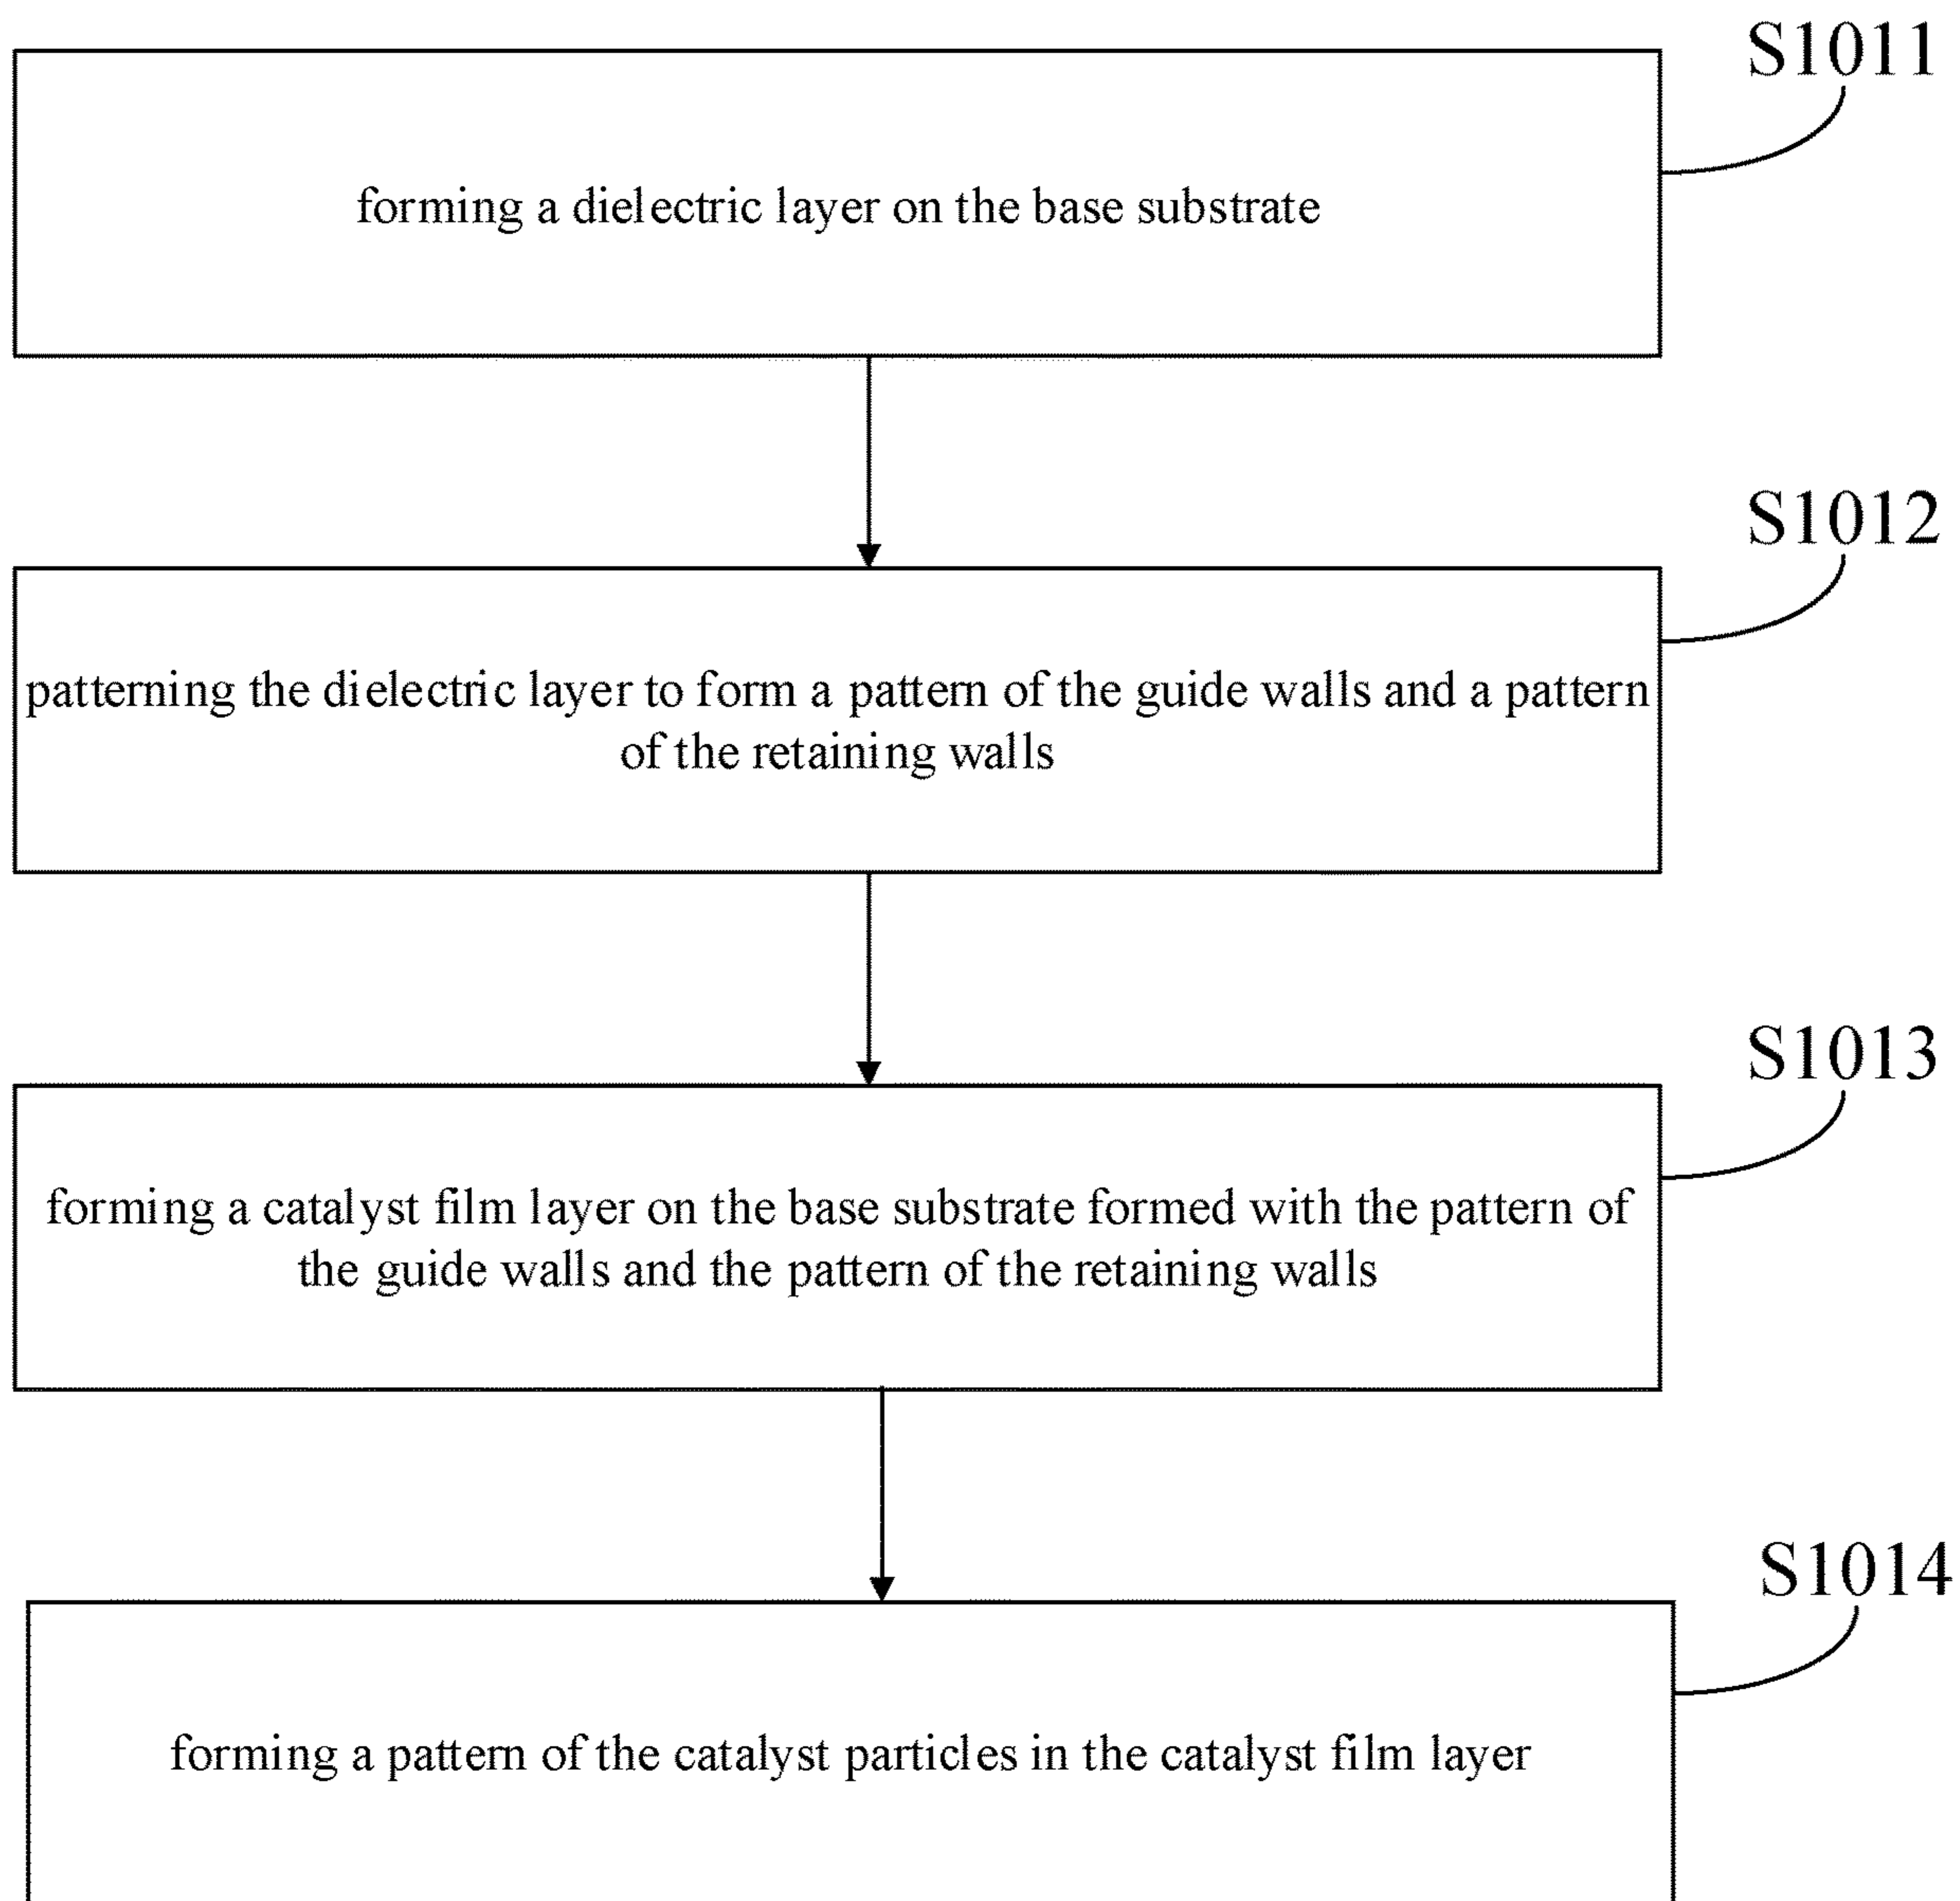 S1011
forming a dielectric layer on the base substrate
S1012
patterning the dielectric layer to form a pattern of the guide walls and a pattern
of the retaining walls
S1013
forming a catalyst film layer on the base substrate formed with the pattern of
the guide walls and the pattern of the retaining walls
S1014
forming a pattern of the catalyst particles in the catalyst film layer